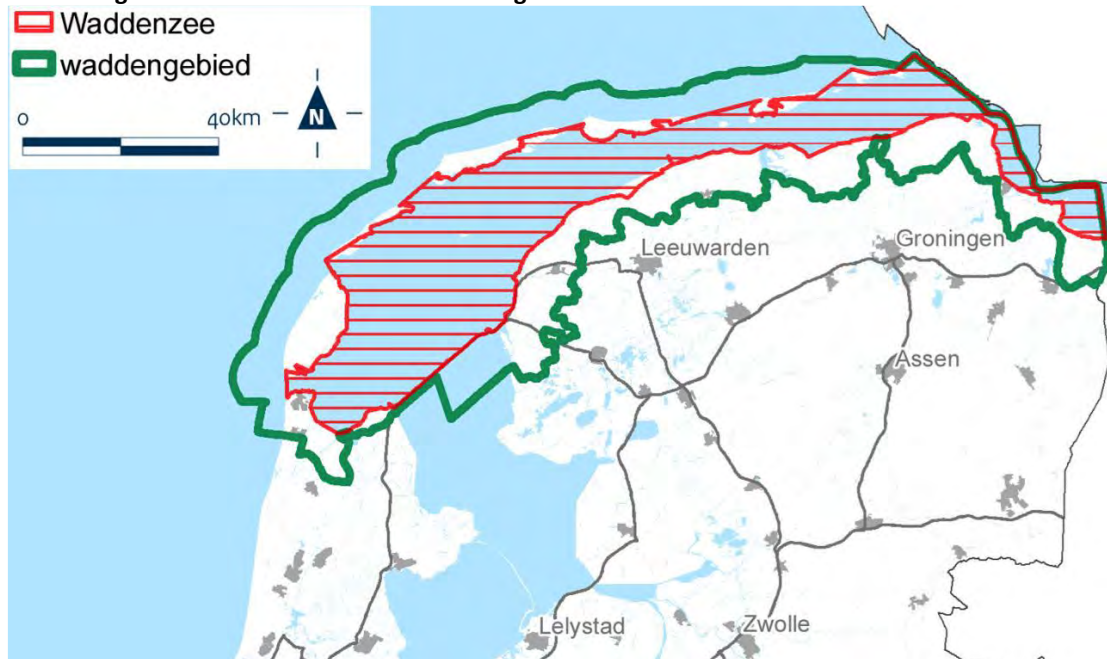 Waddenzee
waddengebied
0 40km
N
Leeuwarden
Groningen
Assen
Lelystad
Zwolle